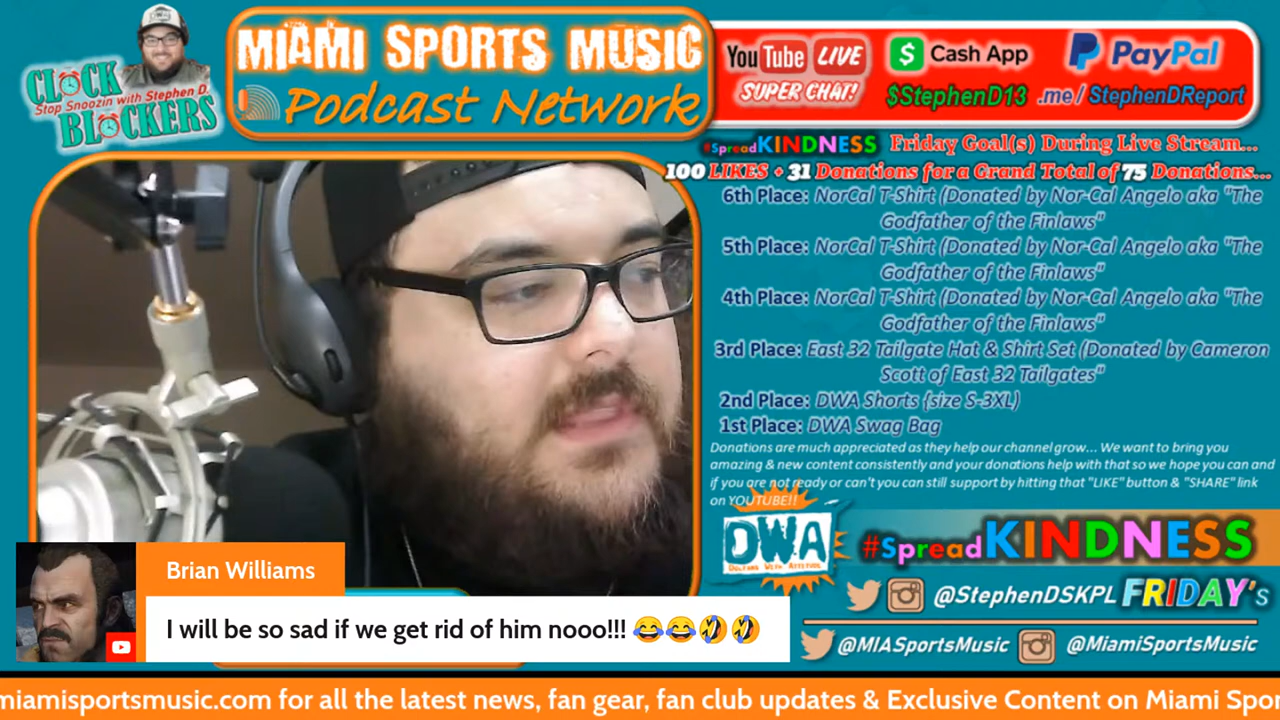 CLOCK
Stop Snoozin with Stephen D.
BLOCKERS
MIAMI SPORTS MUSIC
Podcast Network
YouTube LIVE
SUPER CHAT!
$ Cash App
$StephenD13
PayPal
.me/StephenDReport
#SpreadKINDNESS Friday Goal(s) During Live Stream...
100 LIKES + 31 Donations for a Grand Total of 75 Donations...
6th Place: NorCal T-Shirt (Donated by Nor-Cal Angelo aka "The
Godfather of the Finlaws"
5th Place: NorCal T-Shirt (Donated by Nor-Cal Angelo aka "The
Godfather of the Finlaws"
4th Place: NorCal T-Shirt (Donated by Nor-Cal Angelo aka "The
Godfather of the Finlaws"
3rd Place: East 32 Tailgate Hat & Shirt Set (Donated by Cameron
Scott of East 32 Tailgates"
2nd Place: DWA Shorts (size S-3XL)
1st Place: DWA Swag Bag
Donations are much appreciated as they help our channel grow... We want to bring you
amazing & new content consistently and your donations help with that so we hope you can and
if you are not ready or can't you can still support by hitting that "LIKE" button & "SHARE" link
on YOUTUBE!!
DWA
DOLFANS WITH ATTITUDE
#SpreadKINDNESS
@StephenDSKPL FRIDAY's
@MIASportsMusic @MiamiSportsMusic
Brian Williams
I will be so sad if we get rid of him nooo!!! 😂😂🤣🤣
miamisportsmusic.com for all the latest news, fan gear, fan club updates & Exclusive Content on Miami Spor